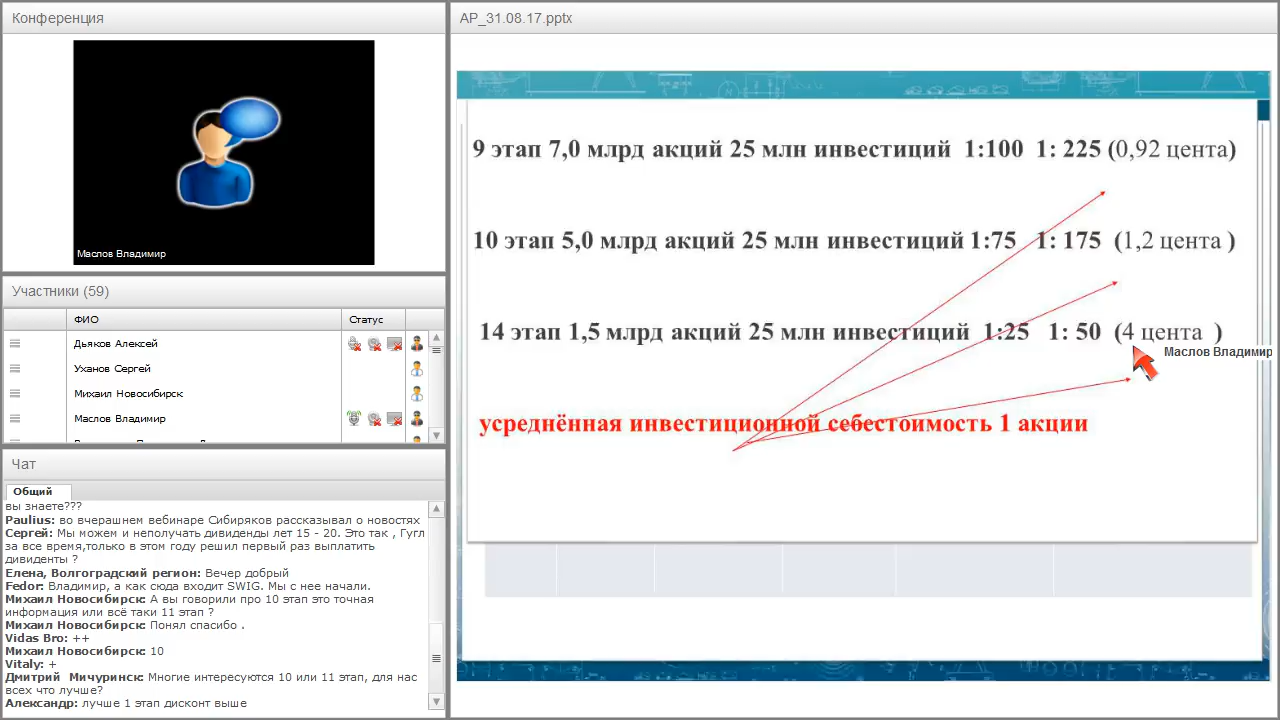 Конференция
Маслов Владимир
Участники (59)
ФИО
Статус
Дьяков Алексей
Уханов Сергей
Михаил Новосибирск
Маслов Владимир
Чат
Общий
вы знаете???
Paulius: во вчерашнем вебинаре Сибиряков рассказывал о новостях
Сергей: Мы можем и неполучать дивиденды лет 15 - 20. Это так , Гугл
за все время,только в этом году решил первый раз выплатить
дивиденты ?
Елена, Волгоградский регион: Вечер добрый
Fedor: Владимир, а как сюда входит SWIG. Мы с нее начали.
Михаил Новосибирск: А вы говорили про 10 этап это точная
информация или всё таки 11 этап ?
Михаил Новосибирск: Понял спасибо .
Vidas Bro: ++
Михаил Новосибирск: 10
Vitaly: +
Дмитрий Мичуринск: Многие интересуются 10 или 11 этап, для нас
всех что лучше?
Александр: лучше 1 этап дисконт выше
AP_31.08.17.pptx
9 этап 7,0 млрд акций 25 млн инвестиций 1:100 1: 225 (0,92 цента)
10 этап 5,0 млрд акций 25 млн инвестиций 1:75 1: 175 (1,2 цента )
14 этап 1,5 млрд акций 25 млн инвестиций 1:25 1: 50 (4 цента )
Маслов Владимир
усреднённая инвестиционной себестоимость 1 акции